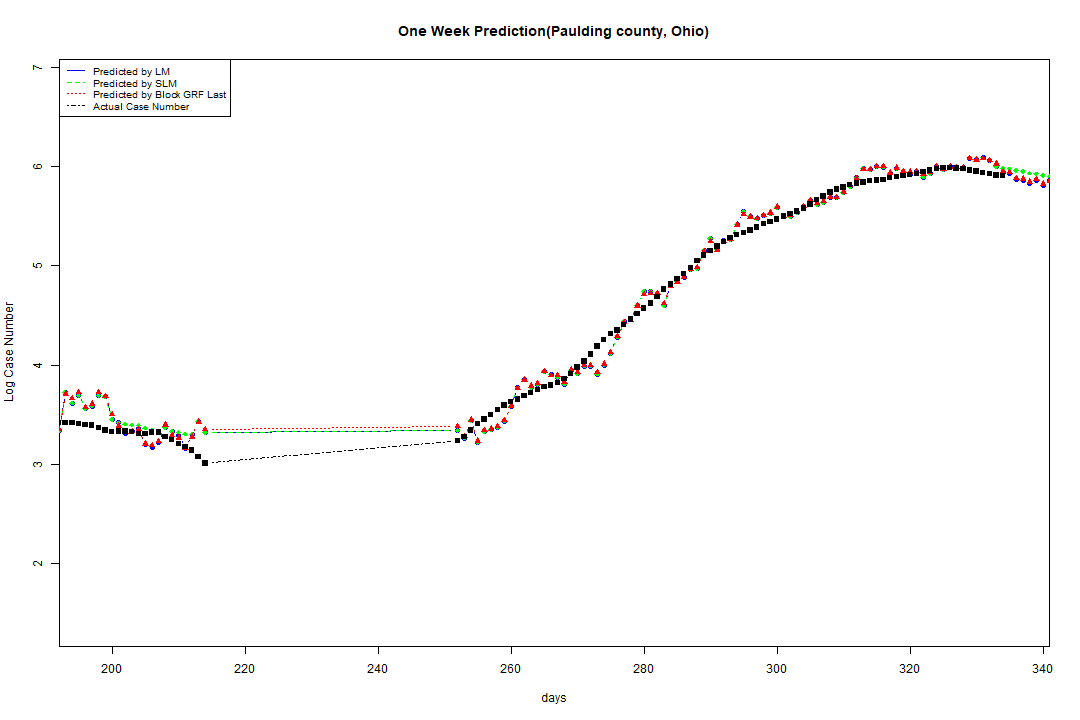 One Week Prediction(Paulding county, Ohio)
Predicted by LM
Predicted by SLM
Predicted by Block GRF Last
Actual Case Number
7
6
5
4
3
2
Log Case Number
200 220 240 260 280 300 320 340
days